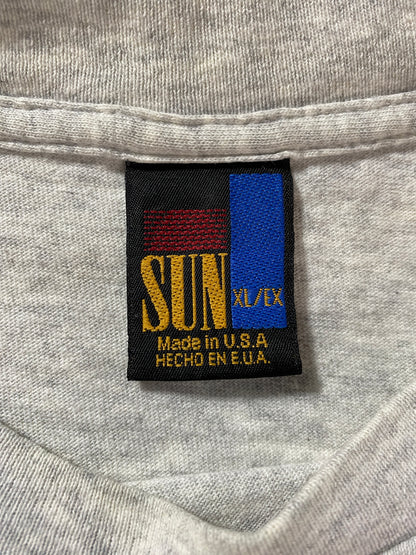 SUN
XL/EX
Made in U.S.A
HECHO EN E.U.A.